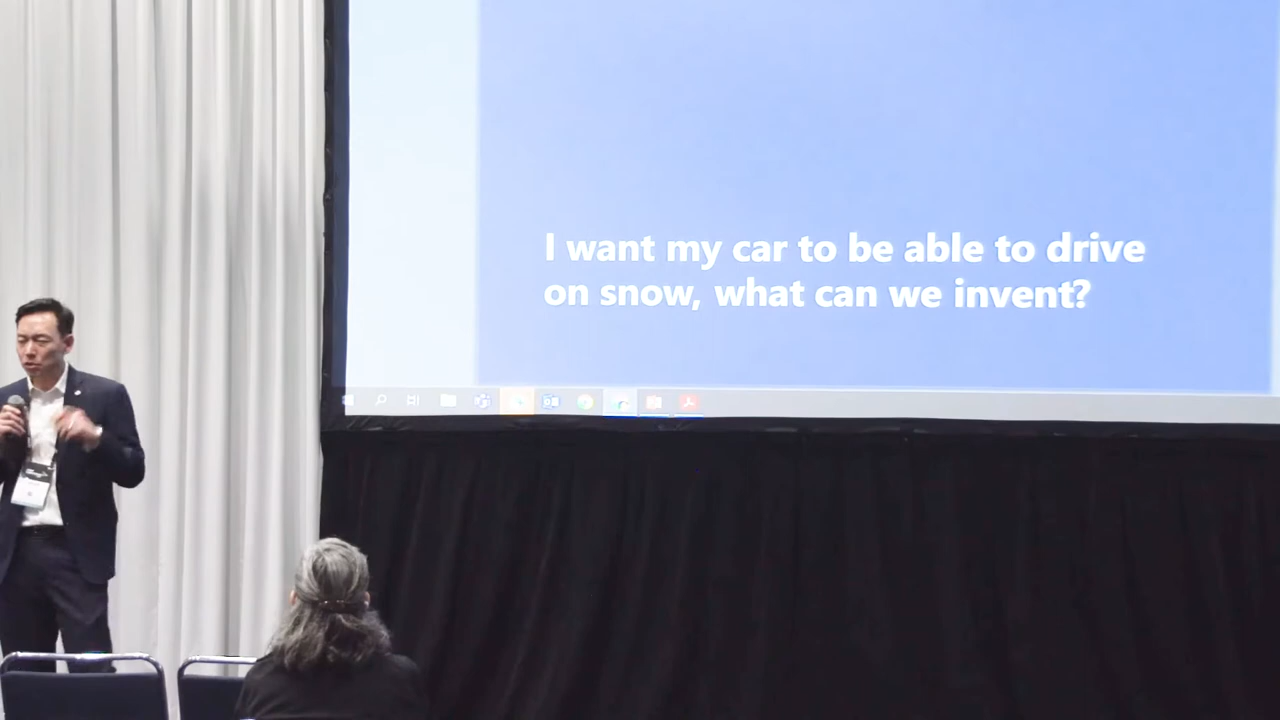 I want my car to be able to drive
on snow, what can we invent?